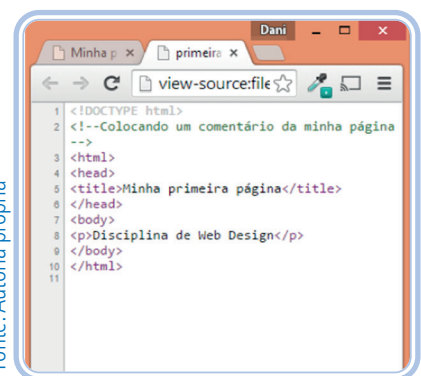 Dani
Minha p
primeira
view-source:file
1 <!DOCTYPE html>
2 <!--Colocando um comentário da minha página
-->
3 <html>
4 <head>
5 <title>Minha primeira página</title>
6 </head>
7 <body>
8 <p>Disciplina de Web Design</p>
9 </body>
10 </html>
11
Fonte: Autoria própria